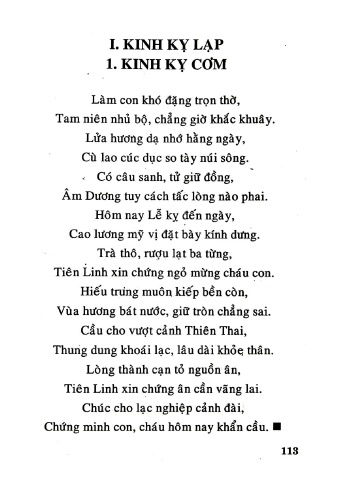 I. KINH KỴ LẠP
1. KINH KỴ CƠM
Làm con khó đặng trọn thờ,
Tam niên nhủ bộ, chẳng giờ khắc khuây.
Lửa hương dạ nhớ hằng ngày,
Cù lao cúc dục so tày núi sông.
Có câu sanh, tử giữ đồng,
Âm Dương tuy cách tấc lòng nào phai.
Hôm nay Lễ kỵ đến ngày,
Cao lương mỹ vị đặt bày kính dưng.
Trà thô, rượu lạt ba từng,
Tiên Linh xin chứng ngỏ mừng cháu con.
Hiếu trung muôn kiếp bền còn,
Vùa hương bát nước, giữ tròn chẳng sai.
Cầu cho vượt cảnh Thiên Thai,
Thung dung khoái lạc, lâu dài khỏe thân.
Lòng thành cạn tỏ nguồn ân,
Tiên Linh xin chứng ân cần vãng lai.
Chúc cho lạc nghiệp cảnh đài,
Chứng minh con, cháu hôm nay khẩn cầu. ■
113